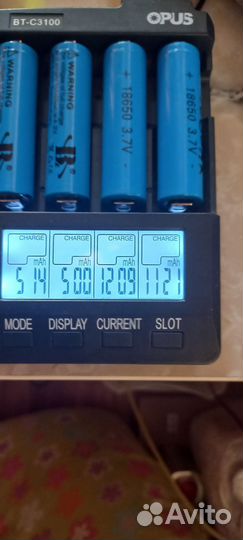 BT-C3100 OPUS
WARNING
WARNING
+ 18650 3.7V -
+ 18650 3.7V -
CHARGE CHARGE CHARGE CHARGE
mAh mAh mAh mAh
514 500 1209 1121
MODE DISPLAY CURRENT SLOT
Avito